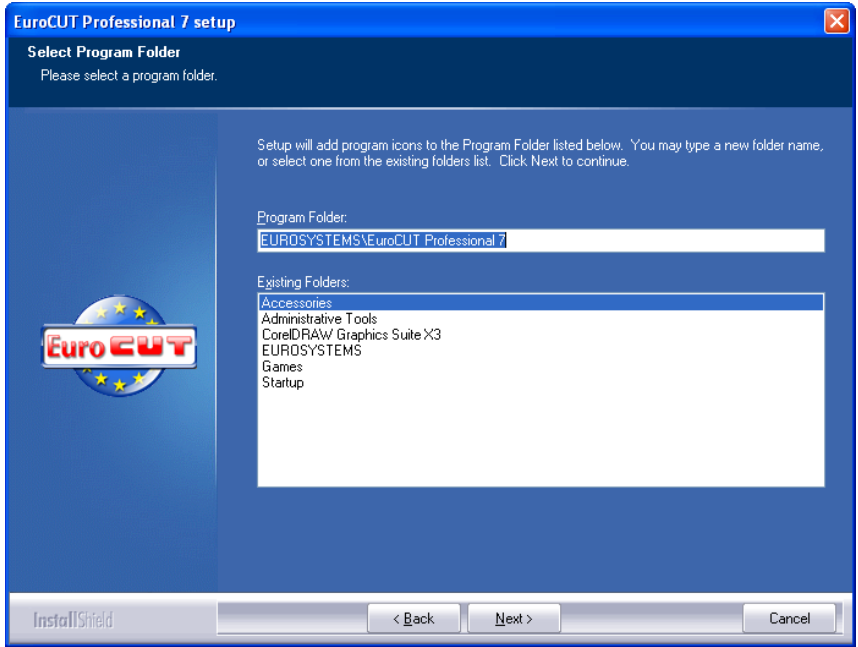 EuroCUT Professional 7 setup
Select Program Folder
Please select a program folder.
Setup will add program icons to the Program Folder listed below. You may type a new folder name,
or select one from the existing folders list. Click Next to continue.
Program Folder:
EUROSYSTEMS\EuroCUT Professional 7
Existing Folders:
Accessories
Administrative Tools
CorelDRAW Graphics Suite X3
EUROSYSTEMS
Games
Startup
Euro CUT
InstallShield
< Back
Next >
Cancel